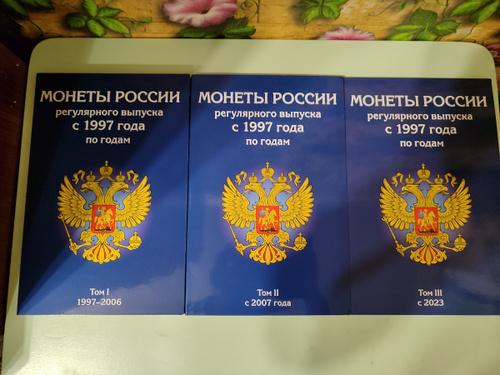 МОНЕТЫ РОССИИ
регулярного выпуска
с 1997 года
по годам
Том I
1997–2006
МОНЕТЫ РОССИИ
регулярного выпуска
с 1997 года
по годам
Том II
с 2007 года
МОНЕТЫ РОССИИ
регулярного выпуска
с 1997 года
по годам
Том III
с 2023